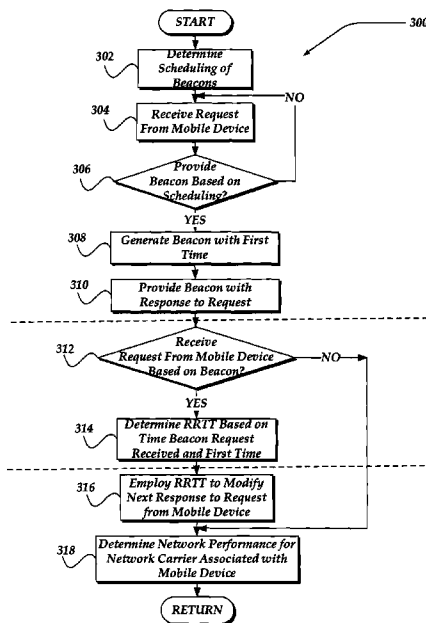 START
300
302
Determine
Scheduling of
Beacons
NO
304
Receive Request
From Mobile Device
306
Provide
Beacon Based on
Scheduling?
YES
308
Generate Beacon with First
Time
310
Provide Beacon with
Response to Request
312
Receive
Request From Mobile Device
Based on Beacon?
NO
YES
314
Determine RRTT Based on
Time Beacon Request
Received and First Time
316
Employ RRTT to Modify
Next Response to Request
from Mobile Device
318
Determine Network Performance for
Network Carrier Associated with
Mobile Device
RETURN